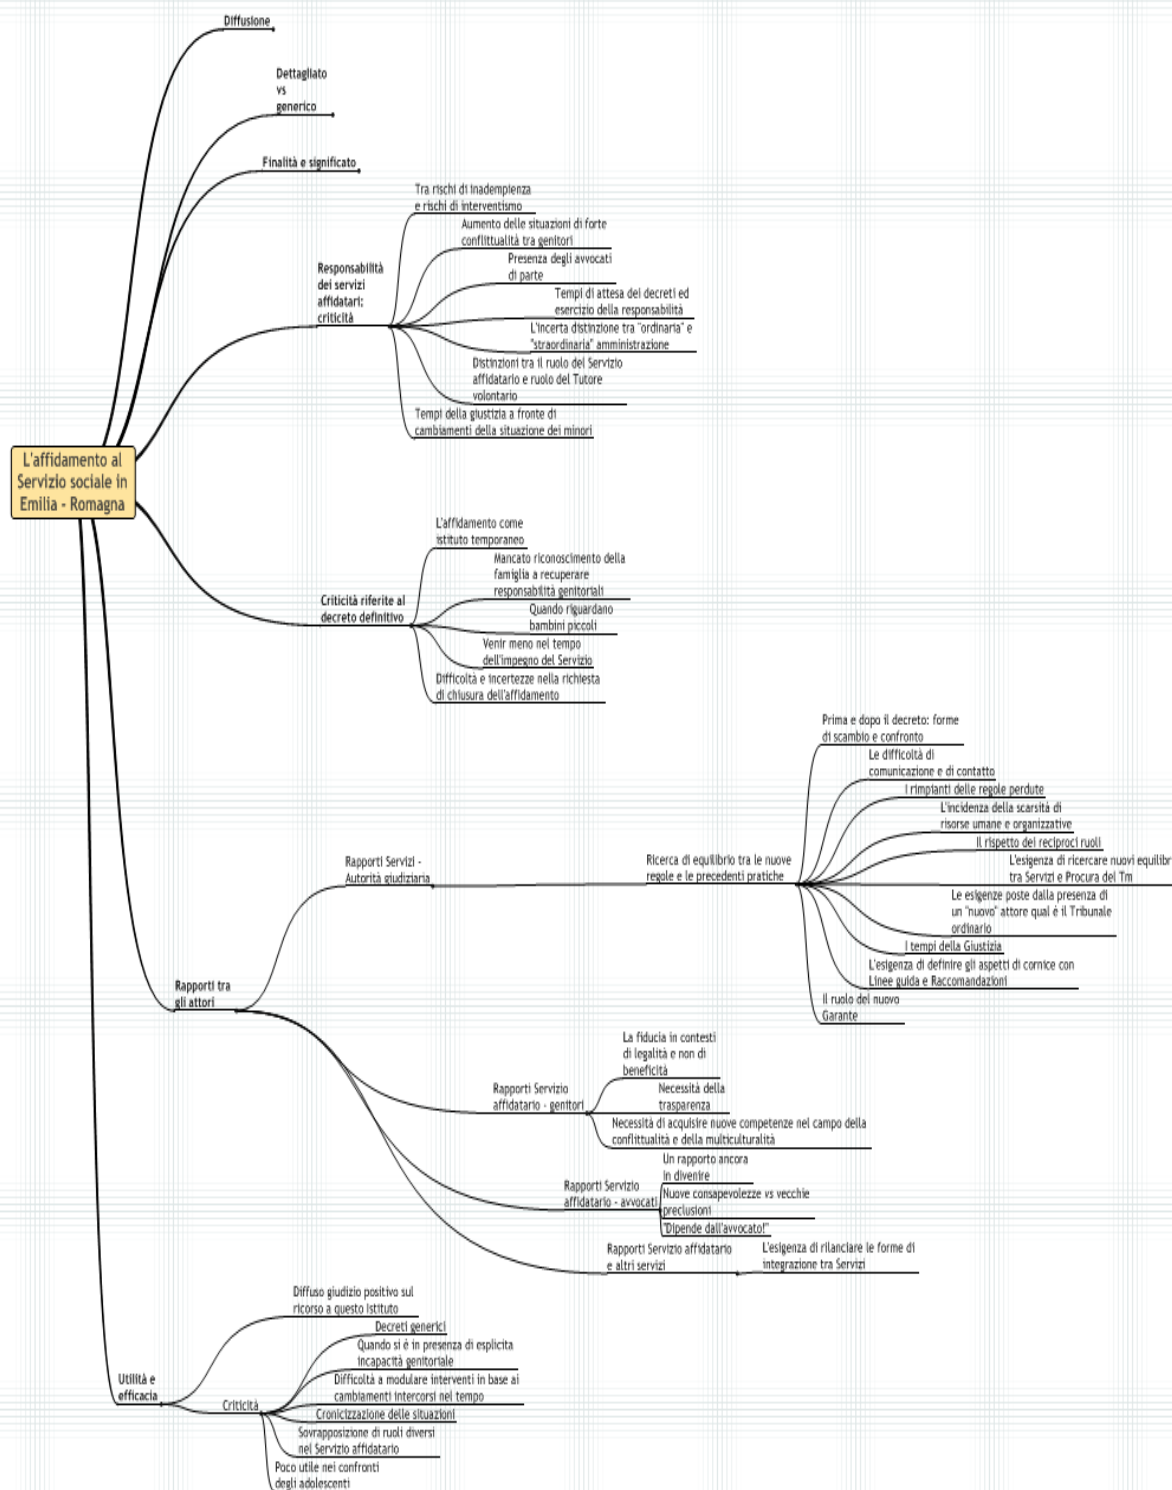 Diffusione
Dettagliato
vs
generico
Finalità e significato
Tra rischi di inadempienza
e rischi di interventismo
Aumento delle situazioni di forte
conflittualità tra genitori
Presenza degli avvocati
di parte
Responsabilità
dei servizi
affidatari:
criticità
Tempi di attesa dei decreti ed
esercizio della responsabilità
L'incerta distinzione tra "ordinaria" e
"straordinaria" amministrazione
Distinzioni tra il ruolo del Servizio
affidatario e ruolo del Tutore
volontario
Tempi della giustizia a fronte di
cambiamenti della situazione dei minori
L'affidamento al
Servizio sociale in
Emilia - Romagna
L'affidamento come
istituto temporaneo
Mancato riconoscimento della
famiglia a recuperare
responsabilità genitoriali
Criticità riferite al
decreto definitivo
Quando riguardano
bambini piccoli
Venir meno nel tempo
dell'impegno del Servizio
Difficoltà e incertezze nella richiesta
di chiusura dell'affidamento
Prima e dopo il decreto: forme
di scambio e confronto
Le difficoltà di
comunicazione e di contatto
I rimpianti delle regole perdute
L'incidenza della scarsità di
risorse umane e organizzative
Il rispetto dei reciproci ruoli
Rapporti Servizi -
Autorità giudiziaria
Ricerca di equilibrio tra le nuove
regole e le precedenti pratiche
L'esigenza di ricercare nuovi equilibr
tra Servizi e Procura del Tm
Le esigenze poste dalla presenza di
un "nuovo" attore qual è il Tribunale
ordinario
I tempi della Giustizia
L'esigenza di definire gli aspetti di cornice con
Linee guida e Raccomandazioni
Il ruolo del nuovo
Garante
Rapporti tra
gli attori
La fiducia in contesti
di legalità e non di
beneficità
Rapporti Servizio
affidatario - genitori
Necessità della
trasparenza
Necessità di acquisire nuove competenze nel campo della
conflittualità e della multiculturalità
Un rapporto ancora
in divenire
Rapporti Servizio
affidatario - avvocati
Nuove consapevolezze vs vecchie
preclusioni
"Dipende dall'avvocato!"
Rapporti Servizio affidatario
e altri servizi
L'esigenza di rilanciare le forme di
integrazione tra Servizi
Diffuso giudizio positivo sul
ricorso a questo Istituto
Decreti generici
Quando si è in presenza di esplicita
incapacità genitoriale
Utilità e
efficacia
Difficoltà a modulare interventi in base ai
cambiamenti intercorsi nel tempo
Criticità
Cronicizzazione delle situazioni
Sovrapposizione di ruoli diversi
nel Servizio affidatario
Poco utile nei confronti
degli adolescenti